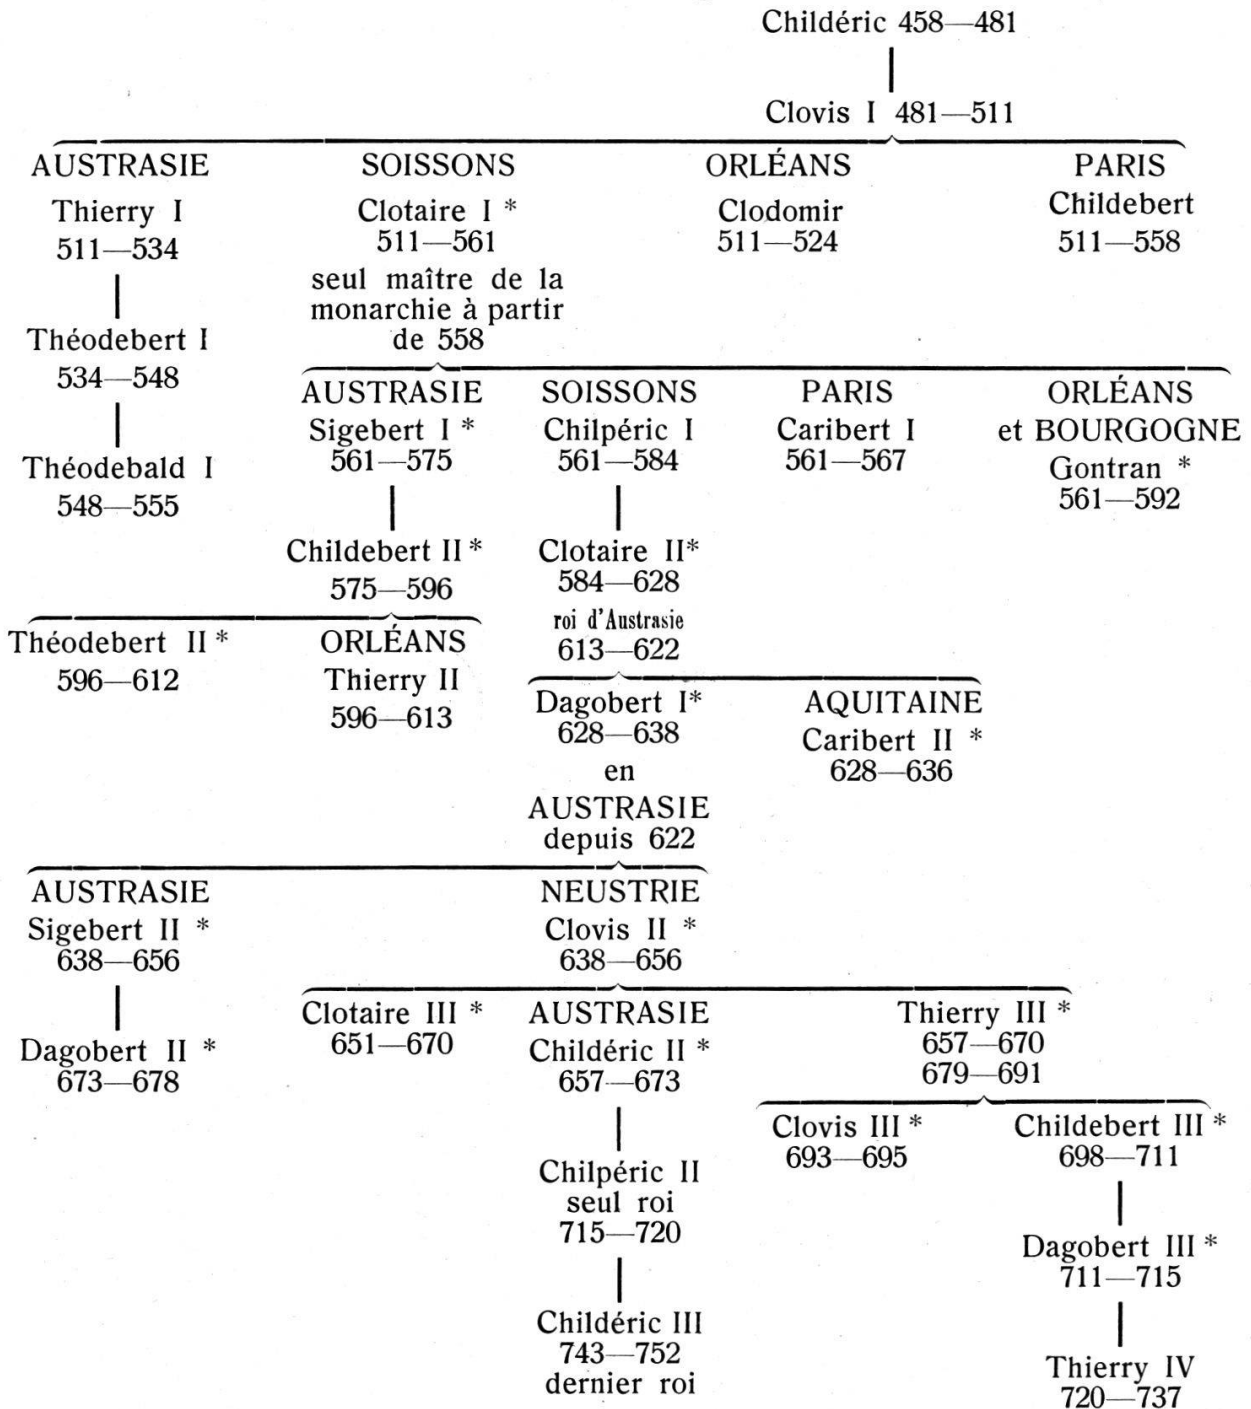 Childéric 458—481
Clovis I 481—511
AUSTRASIE SOISSONS ORLÉANS PARIS
Thierry I Clotaire I * Clodomir Childebert
511—534 511—561 511—524 511—558
seul maître de la
monarchie à partir
de 558
Théodebert I
534—548
AUSTRASIE SOISSONS PARIS ORLÉANS
Sigebert I * Chilpéric I Caribert I et BOURGOGNE
561—575 561—584 561—567 Gontran *
561—592
Théodebald I
548—555
Childebert II * Clotaire II*
575—596 584—628
roi d'Austrasie
613—622
Théodebert II * ORLÉANS
596—612 Thierry II
596—613
Dagobert I* AQUITAINE
628—638 Caribert II *
en 628—636
AUSTRASIE
depuis 622
AUSTRASIE NEUSTRIE
Sigebert II * Clovis II *
638—656 638—656
Clotaire III * AUSTRASIE Thierry III *
651—670 Childéric II * 657—670
657—673 679—691
Dagobert II *
673—678
Clovis III * Childebert III *
693—695 698—711
Chilpéric II
seul roi
715—720
Dagobert III *
711—715
Childéric III
743—752
dernier roi
Thierry IV
720—737